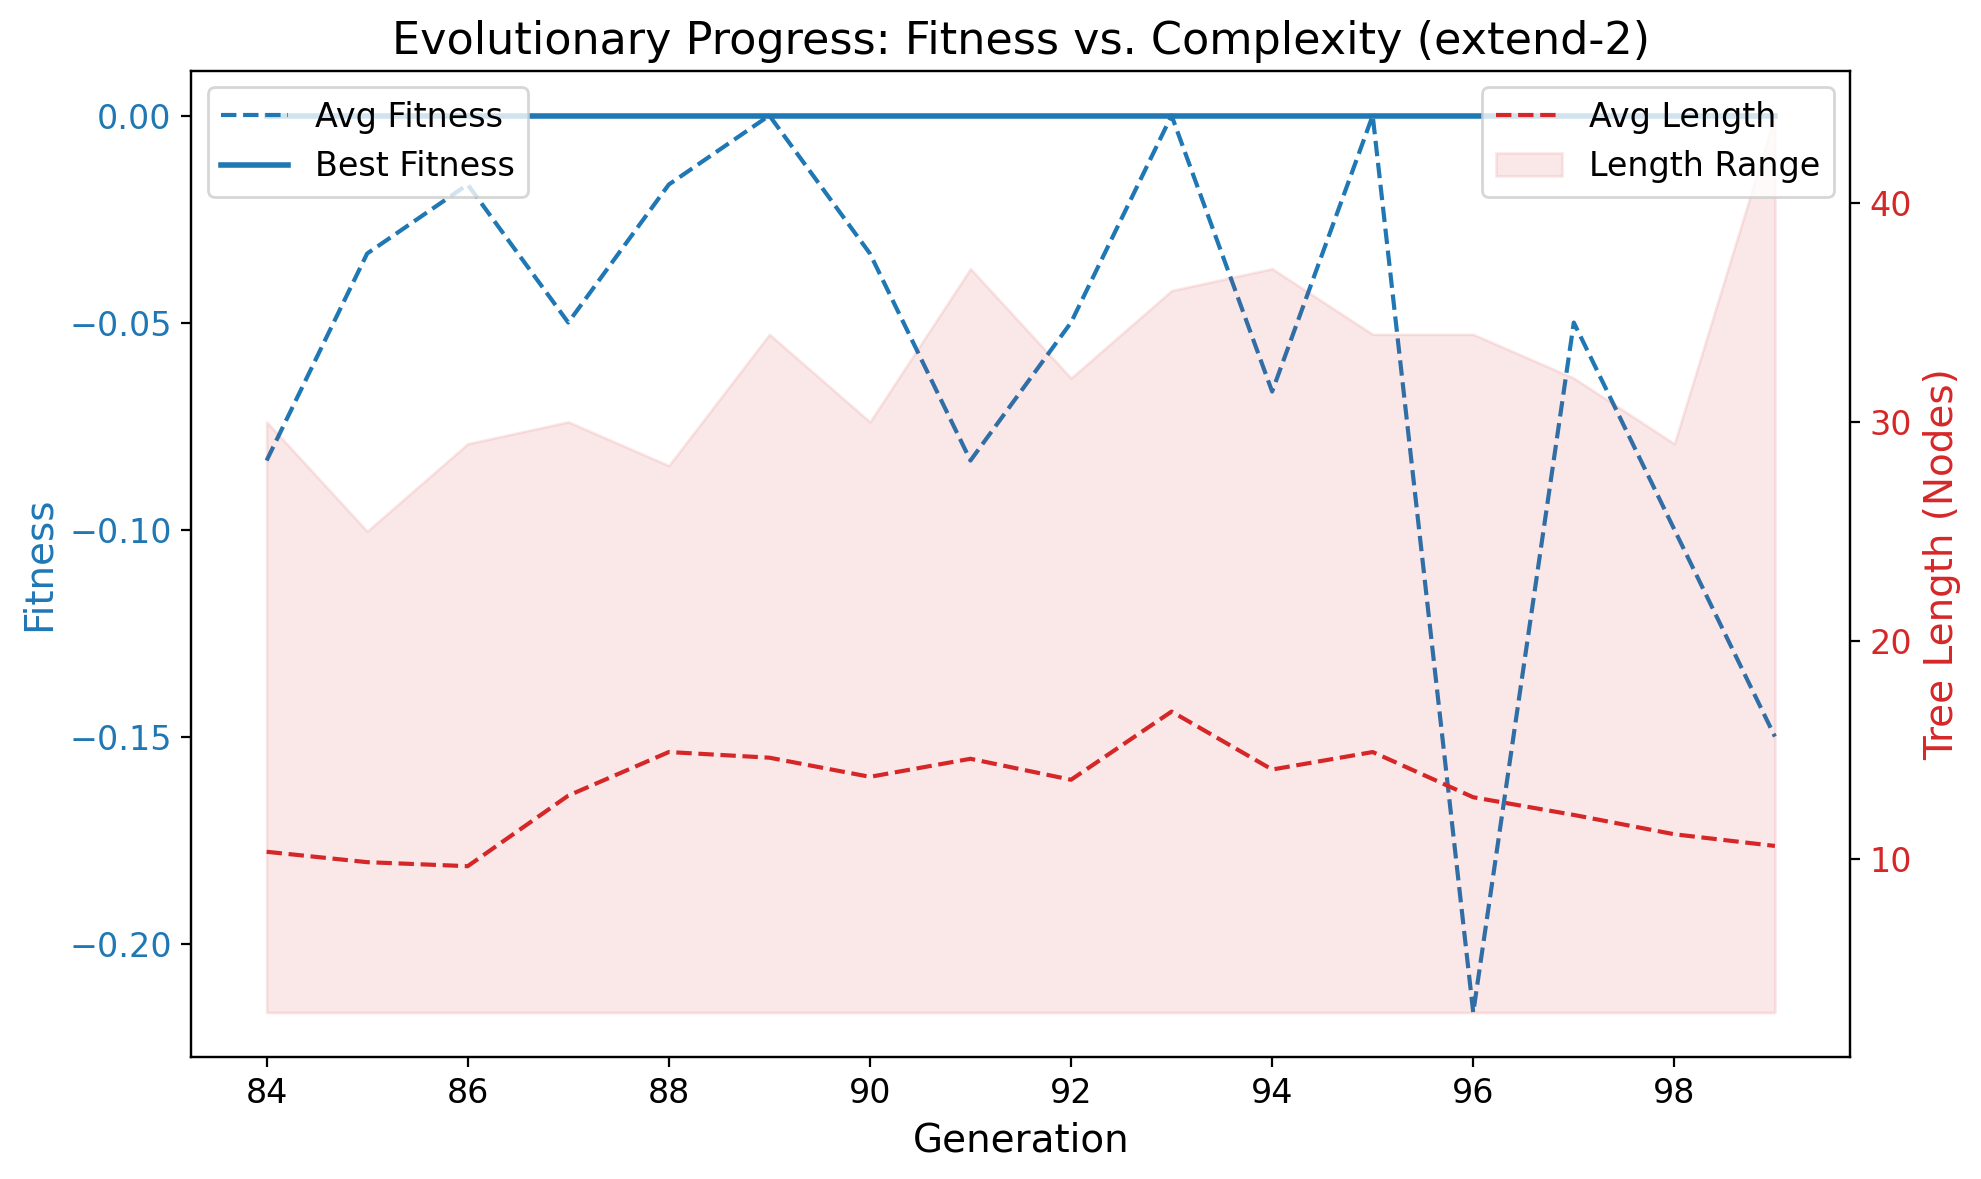 Evolutionary Progress: Fitness vs. Complexity (extend-2)
Avg Fitness
Best Fitness
Avg Length
Length Range
0.00
−0.05
−0.10
−0.15
−0.20
Fitness
40
30
20
10
Tree Length (Nodes)
84 86 88 90 92 94 96 98
Generation